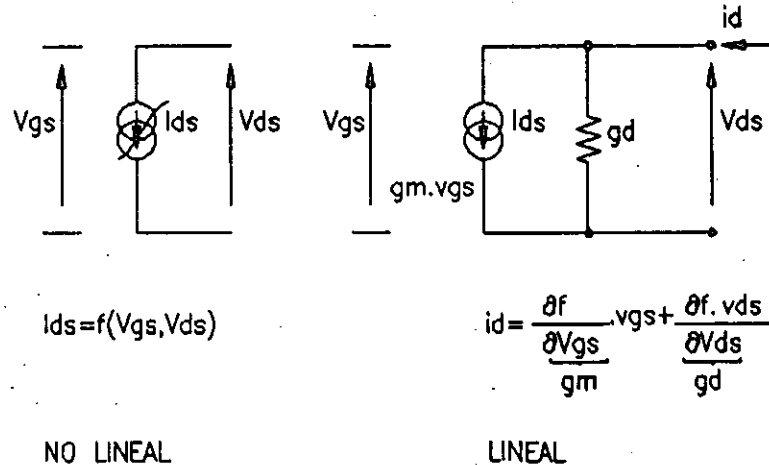 id
Vgs Ids Vds Vgs Ids gd Vds
gm.vgs
Ids=f(Vgs,Vds)
id= ∂f/∂Vgs .vgs+ ∂f.vds/∂Vds
gm gd
NO LINEAL LINEAL